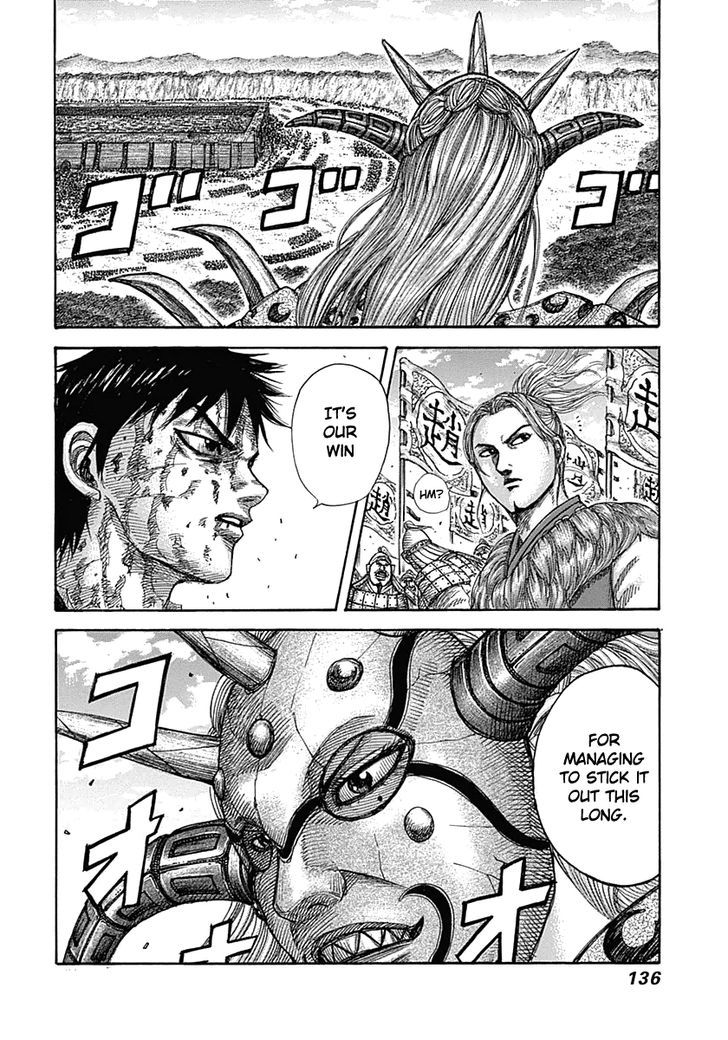 ゴ
ゴ
ゴ
HM?
趙
趙
趙
IT'S
OUR
WIN
FOR
MANAGING
TO STICK IT
OUT THIS
LONG.
コ
オ
オ
136